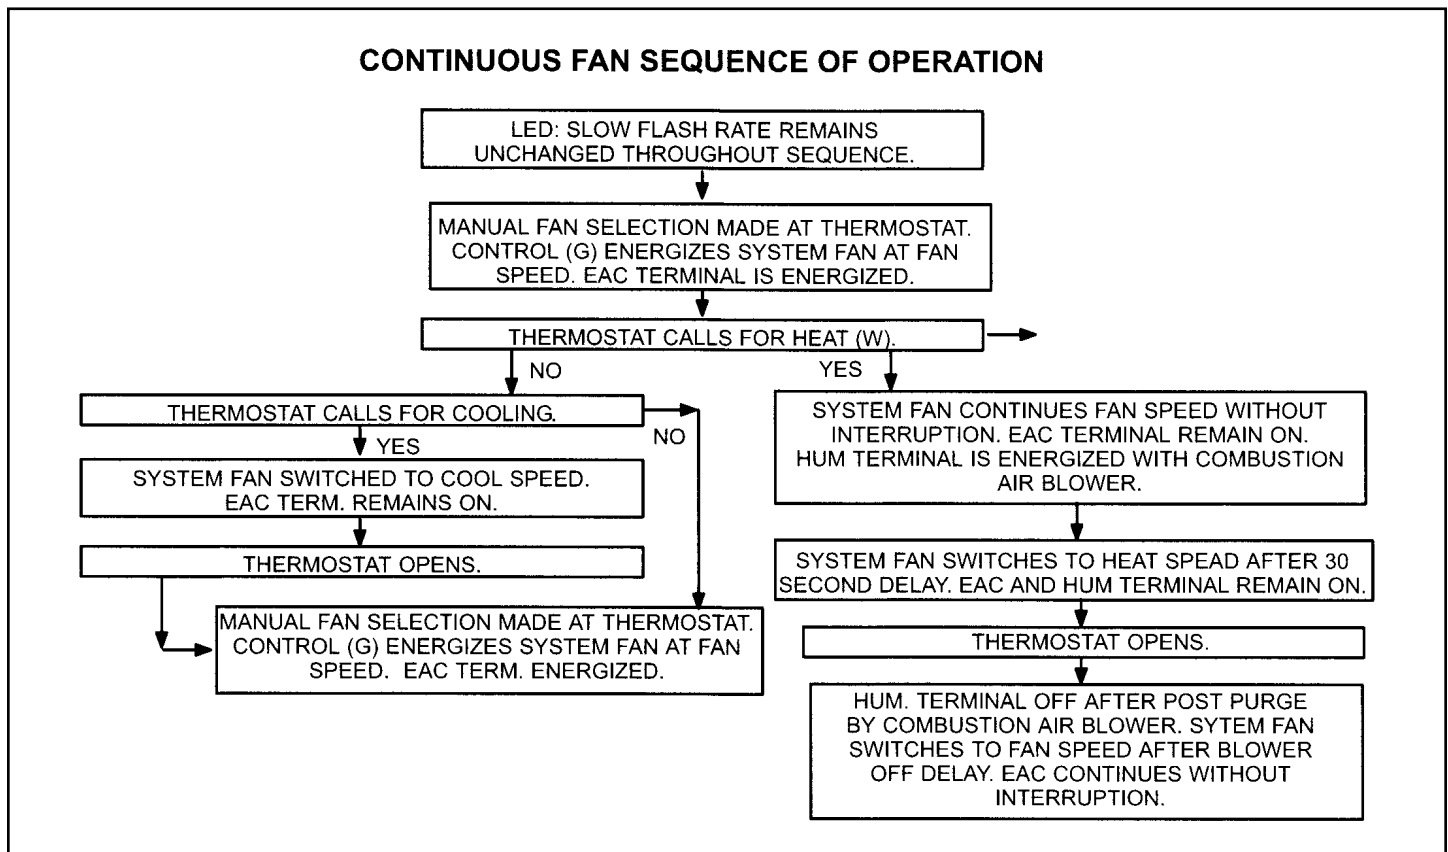 CONTINUOUS FAN SEQUENCE OF OPERATION
LED: SLOW FLASH RATE REMAINS
UNCHANGED THROUGHOUT SEQUENCE.
MANUAL FAN SELECTION MADE AT THERMOSTAT.
CONTROL (G) ENERGIZES SYSTEM FAN AT FAN
SPEED. EAC TERMINAL IS ENERGIZED.
THERMOSTAT CALLS FOR HEAT (W).
NO
YES
THERMOSTAT CALLS FOR COOLING.
NO
YES
SYSTEM FAN SWITCHED TO COOL SPEED.
EAC TERM. REMAINS ON.
THERMOSTAT OPENS.
MANUAL FAN SELECTION MADE AT THERMOSTAT.
CONTROL (G) ENERGIZES SYSTEM FAN AT FAN
SPEED. EAC TERM. ENERGIZED.
SYSTEM FAN CONTINUES FAN SPEED WITHOUT
INTERRUPTION. EAC TERMINAL REMAIN ON.
HUM TERMINAL IS ENERGIZED WITH COMBUSTION
AIR BLOWER.
SYSTEM FAN SWITCHES TO HEAT SPEAD AFTER 30
SECOND DELAY. EAC AND HUM TERMINAL REMAIN ON.
THERMOSTAT OPENS.
HUM. TERMINAL OFF AFTER POST PURGE
BY COMBUSTION AIR BLOWER. SYTEM FAN
SWITCHES TO FAN SPEED AFTER BLOWER
OFF DELAY. EAC CONTINUES WITHOUT
INTERRUPTION.